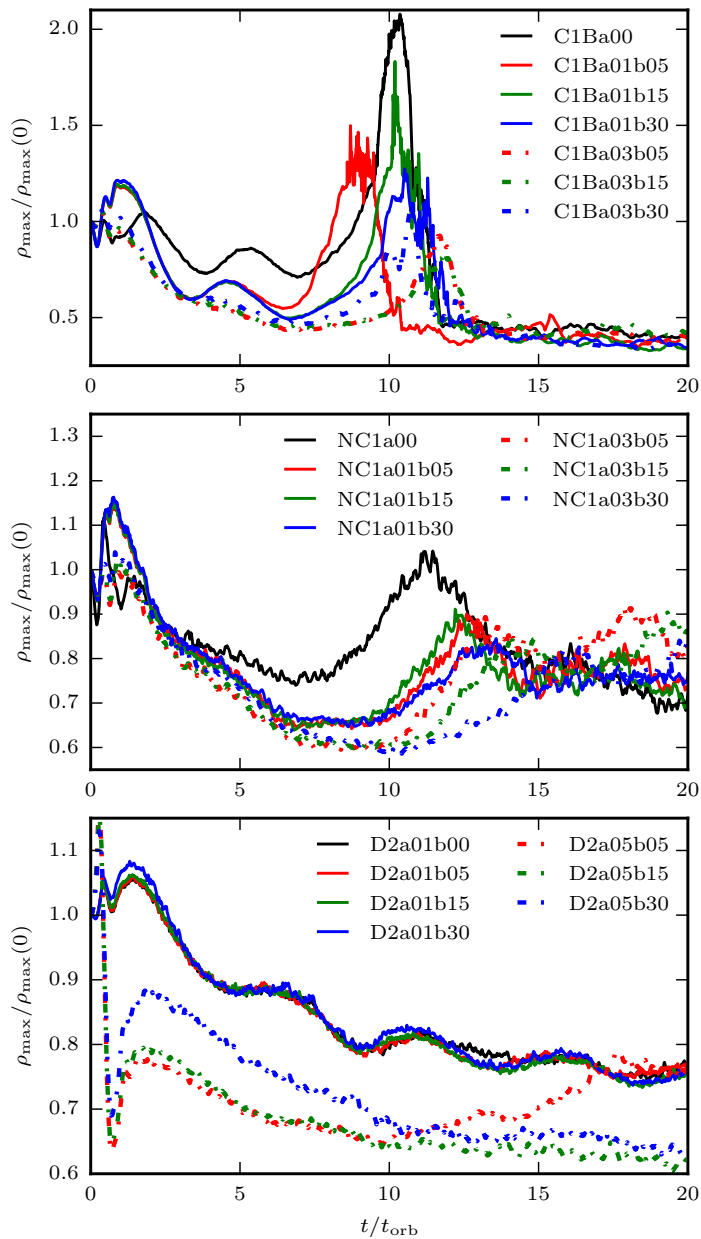 2.0
1.5
1.0
0.5
ρmax/ρmax(0)
C1Ba00
C1Ba01b05
C1Ba01b15
C1Ba01b30
C1Ba03b05
C1Ba03b15
C1Ba03b30
0 5 10 15 20
1.3
1.2
1.1
1.0
0.9
0.8
0.7
0.6
ρmax/ρmax(0)
NC1a00
NC1a01b05
NC1a01b15
NC1a01b30
NC1a03b05
NC1a03b15
NC1a03b30
0 5 10 15 20
1.1
1.0
0.9
0.8
0.7
0.6
ρmax/ρmax(0)
D2a01b00
D2a01b05
D2a01b15
D2a01b30
D2a05b05
D2a05b15
D2a05b30
0 5 10 15 20
t/torb